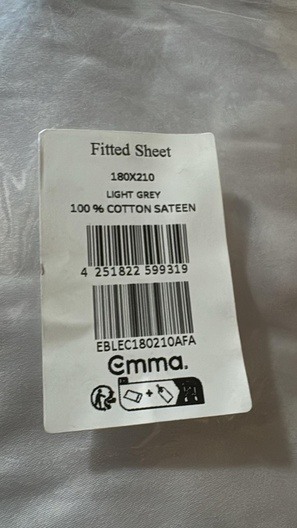 Fitted Sheet
180X210
LIGHT GREY
100 % COTTON SATEEN
4 251822 599319
EBLEC180210AFA
emma.
+